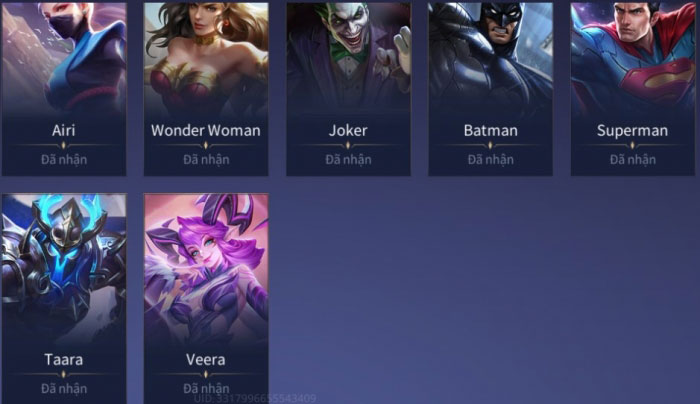 Airi
Wonder Woman
Joker
Batman
Superman
Đã nhận
Đã nhận
Đã nhận
Đã nhận
Đã nhận
Taara
Veera
Đã nhận
Đã nhận
UID:3317996655543409